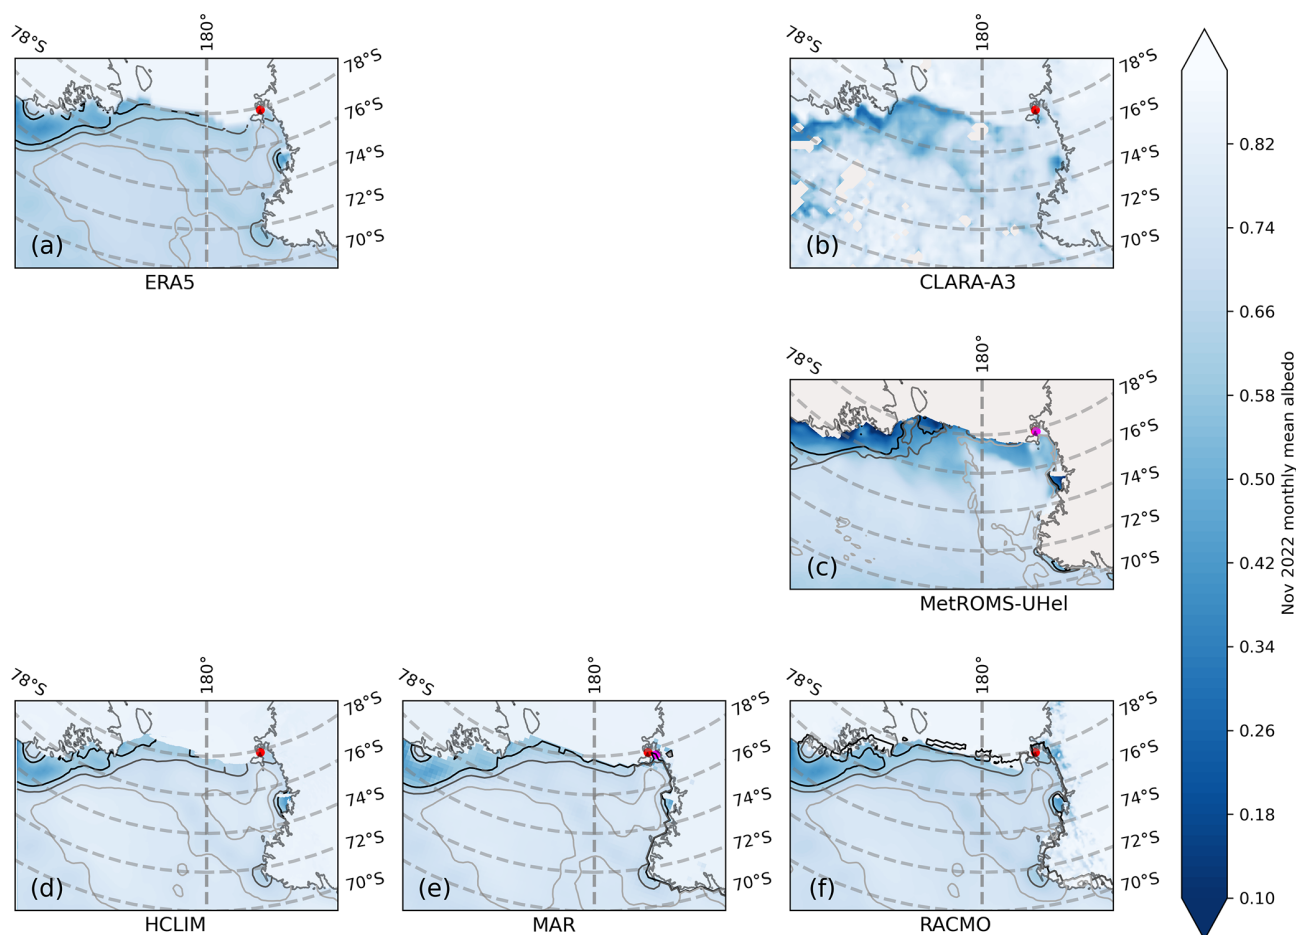 78°S
180°
78°S
76°S
74°S
72°S
70°S
(a)
ERA5
78°S
180°
78°S
76°S
74°S
72°S
70°S
(b)
CLARA-A3
78°S
180°
78°S
76°S
74°S
72°S
70°S
(c)
MetROMS-UHel
78°S
180°
78°S
76°S
74°S
72°S
70°S
(d)
HCLIM
78°S
180°
78°S
76°S
74°S
72°S
70°S
(e)
MAR
78°S
180°
78°S
76°S
74°S
72°S
70°S
(f)
RACMO
0.82
0.74
0.66
0.58
0.50
0.42
0.34
0.26
0.18
0.10
Nov 2022 monthly mean albedo